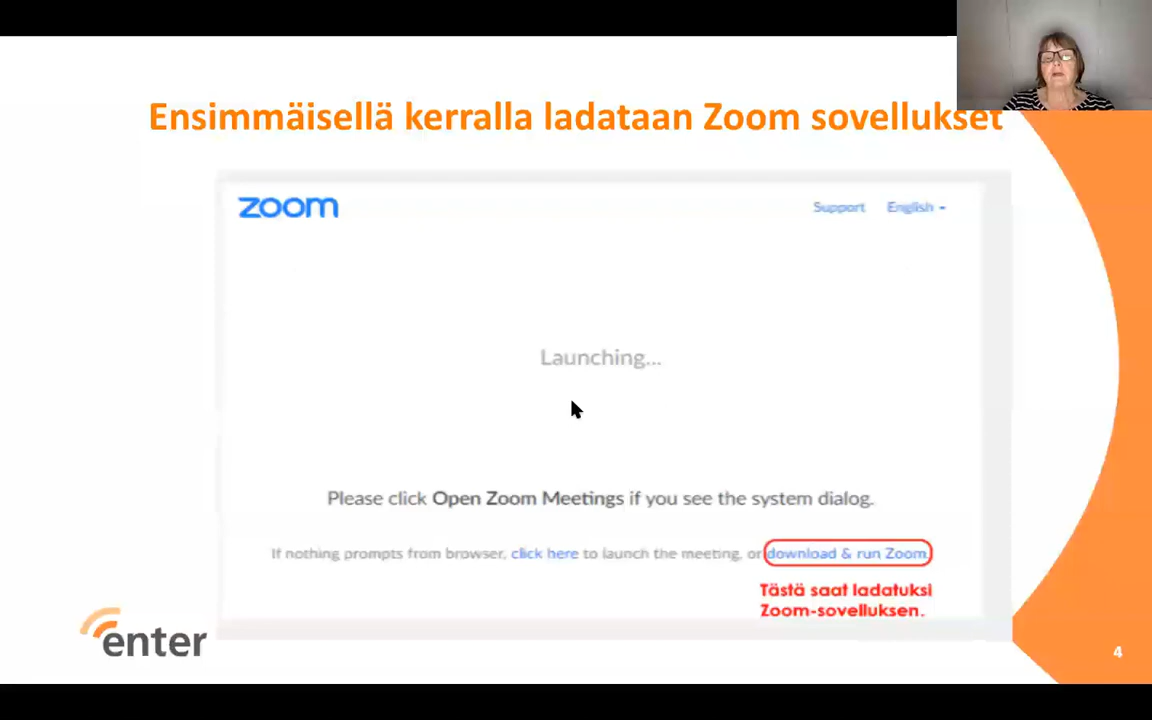 Ensimmäisellä kerralla ladataan Zoom sovellukset
zoom
Support English
Launching...
Please click Open Zoom Meetings if you see the system dialog.
If nothing prompts from browser, click here to launch the meeting, or download & run Zoom.
Tästä saat ladatuksi
Zoom-sovelluksen.
enter
4